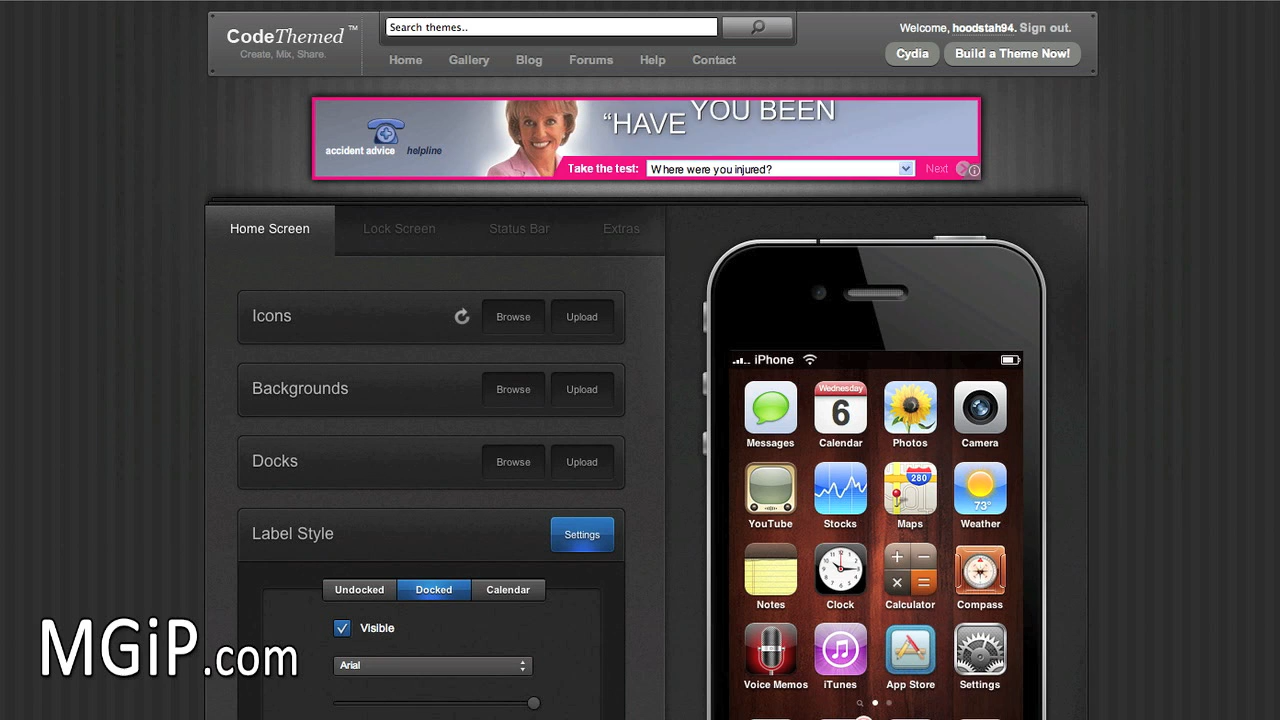 CodeThemed™
Create, Mix, Share.
Search themes..
Welcome, hoodstah94. Sign out.
Home Gallery Blog Forums Help Contact
Cydia Build a Theme Now!
accident advice helpline
“HAVE YOU BEEN
Take the test: Where were you injured? Next
Home Screen Lock Screen Status Bar Extras
Icons Browse Upload
Backgrounds Browse Upload
Docks Browse Upload
Label Style Settings
Undocked Docked Calendar
Visible
Arial
iPhone
Wednesday
6
Messages Calendar Photos Camera
280
73°
YouTube Stocks Maps Weather
Notes Clock Calculator Compass
Voice Memos iTunes App Store Settings
MGiP.com